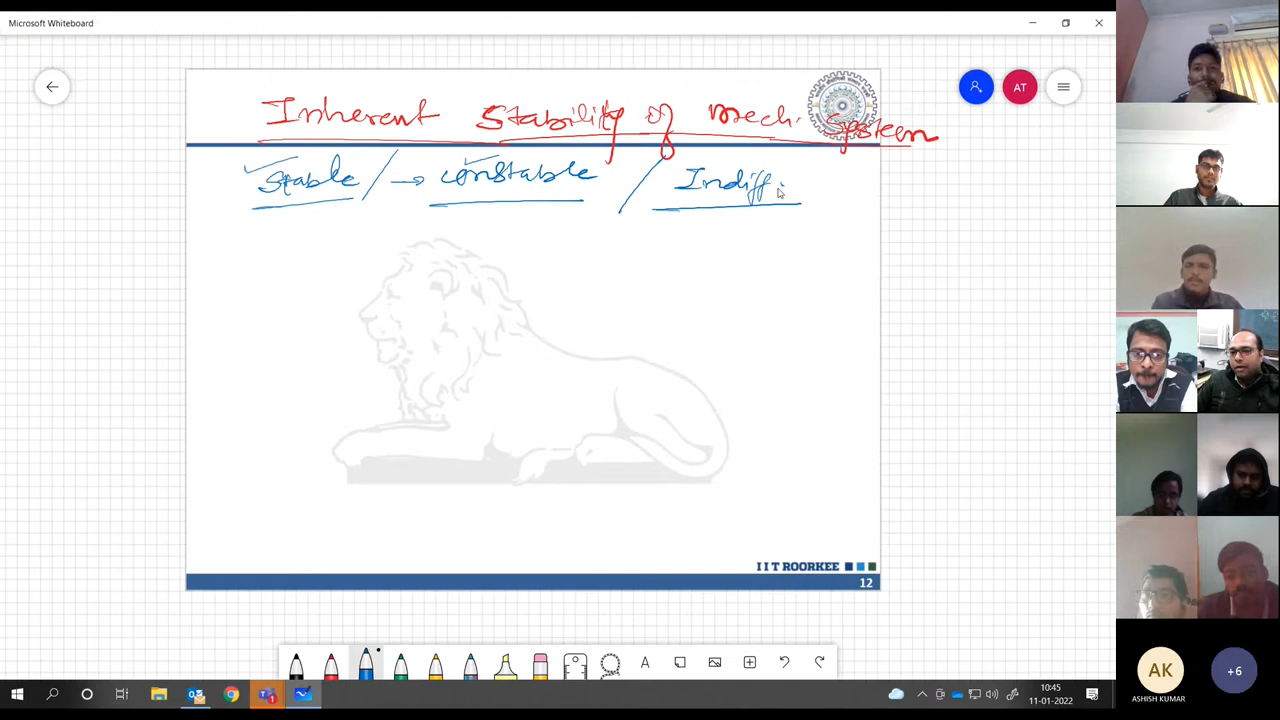 Microsoft Whiteboard
AT
Inherent Stability of mech. system
Stable / → unstable / Indiff.
IIT ROORKEE
12
A
AK
+6
ASHISH KUMAR
10:45
11-01-2022